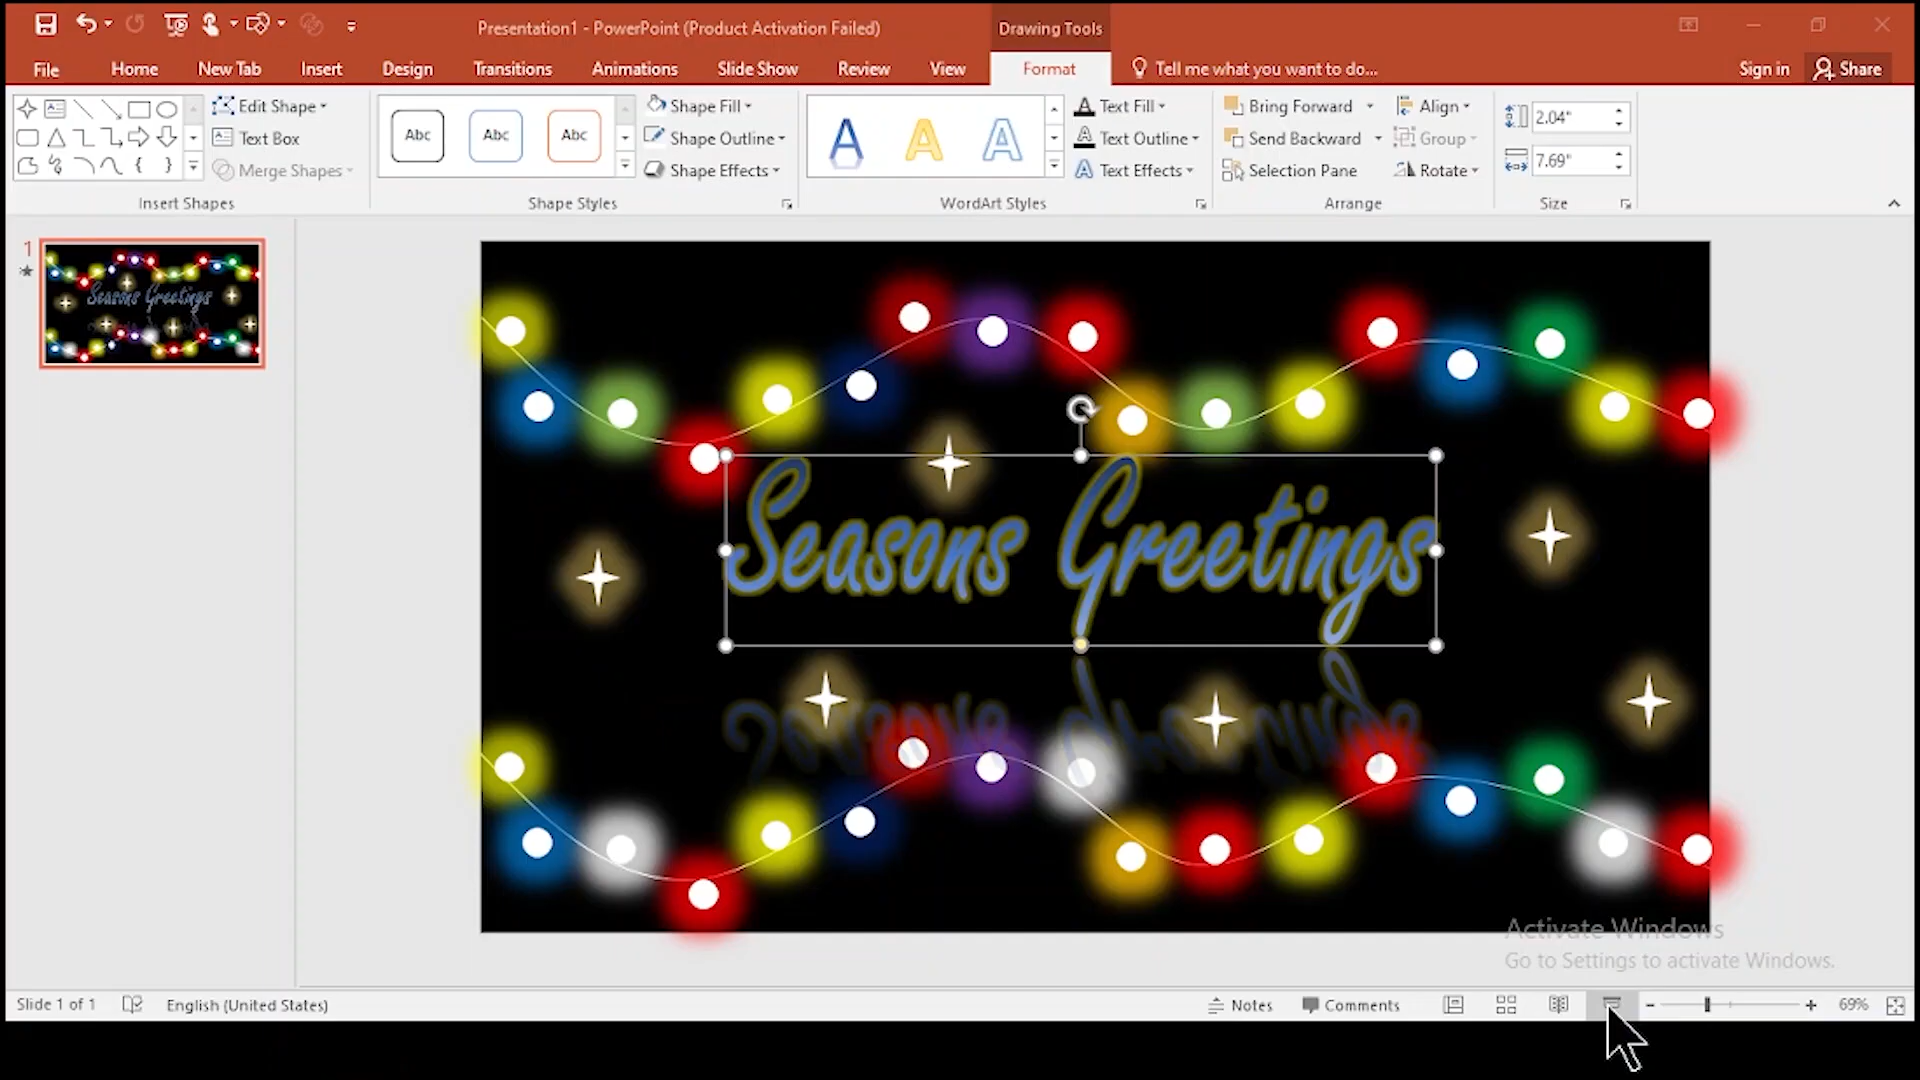 Presentation1 - PowerPoint (Product Activation Failed)
Drawing Tools
File Home New Tab Insert Design Transitions Animations Slide Show Review View Format Tell me what you want to do... Sign in Share
Edit Shape
Text Box
Merge Shapes
Insert Shapes
Abc Abc Abc
Shape Fill
Shape Outline
Shape Effects
Shape Styles
A A A
Text Fill
Text Outline
Text Effects
WordArt Styles
Bring Forward
Send Backward
Selection Pane
Align
Group
Rotate
Arrange
2.04"
7.69"
Size
1
Seasons Greetings
Seasons Greetings
Activate Windows
Go to Settings to activate Windows.
Slide 1 of 1 English (United States) Notes Comments 69%